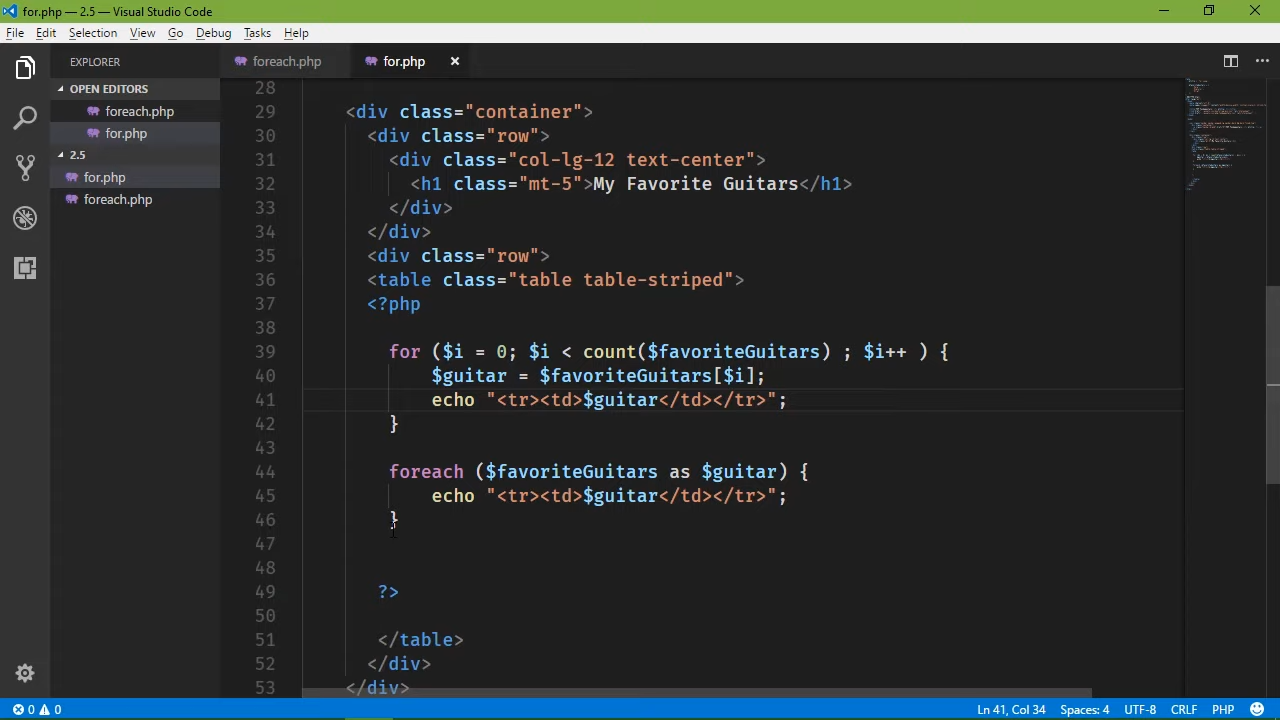 for.php — 2.5 — Visual Studio Code
File Edit Selection View Go Debug Tasks Help
EXPLORER
foreach.php
for.php
OPEN EDITORS
foreach.php
for.php
2.5
for.php
foreach.php
28
29 <div class="container">
30 <div class="row">
31 <div class="col-lg-12 text-center">
32 <h1 class="mt-5">My Favorite Guitars</h1>
33 </div>
34 </div>
35 <div class="row">
36 <table class="table table-striped">
37 <?php
38
39 for ($i = 0; $i < count($favoriteGuitars) ; $i++ ) {
40 $guitar = $favoriteGuitars[$i];
41 echo "<tr><td>$guitar</td></tr>";
42 }
43
44 foreach ($favoriteGuitars as $guitar) {
45 echo "<tr><td>$guitar</td></tr>";
46 }
47
48
49 ?>
50
51 </table>
52 </div>
53 </div>
0 0
Ln 41, Col 34 Spaces: 4 UTF-8 CRLF PHP